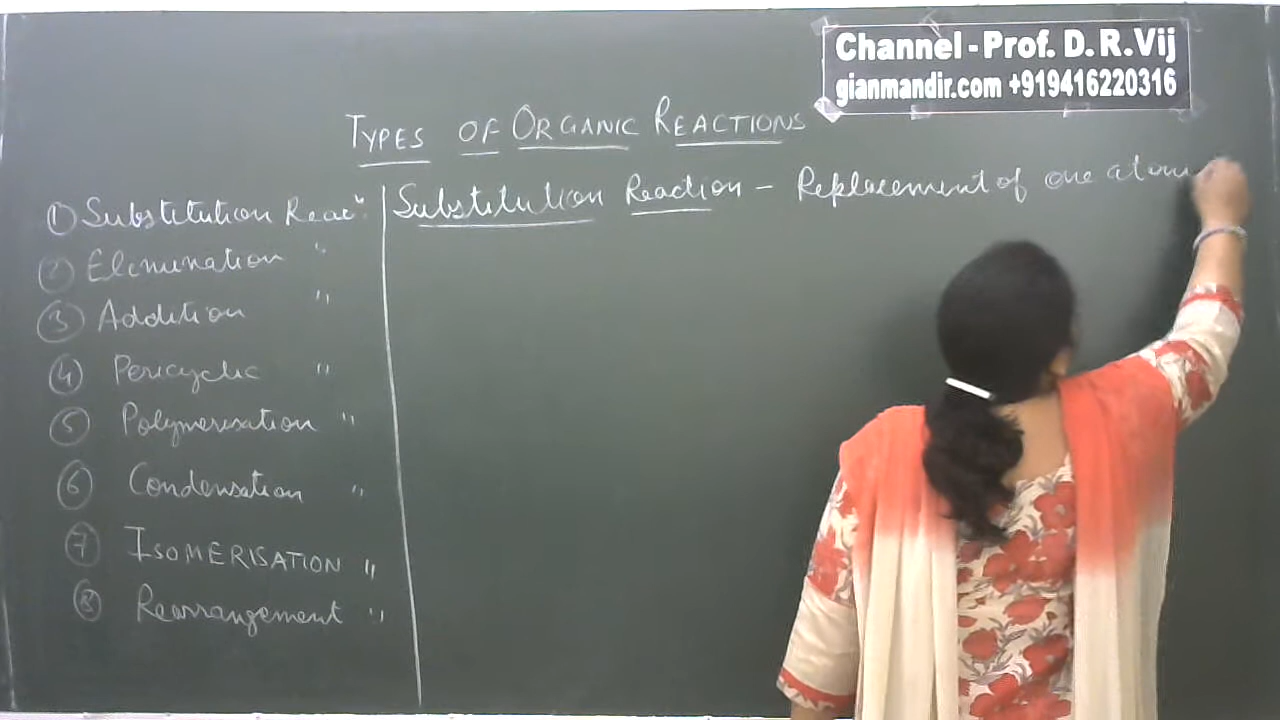 Channel - Prof. D. R. Vij
gianmandir.com +919416220316
TYPES OF ORGANIC REACTIONS
① Substitution Reacn
② Elimination "
③ Addition "
④ Pericyclic "
⑤ Polymerisation "
⑥ Condensation "
⑦ ISOMERISATION "
⑧ Rearrangement "
Substitution Reaction - Replacement of one atom